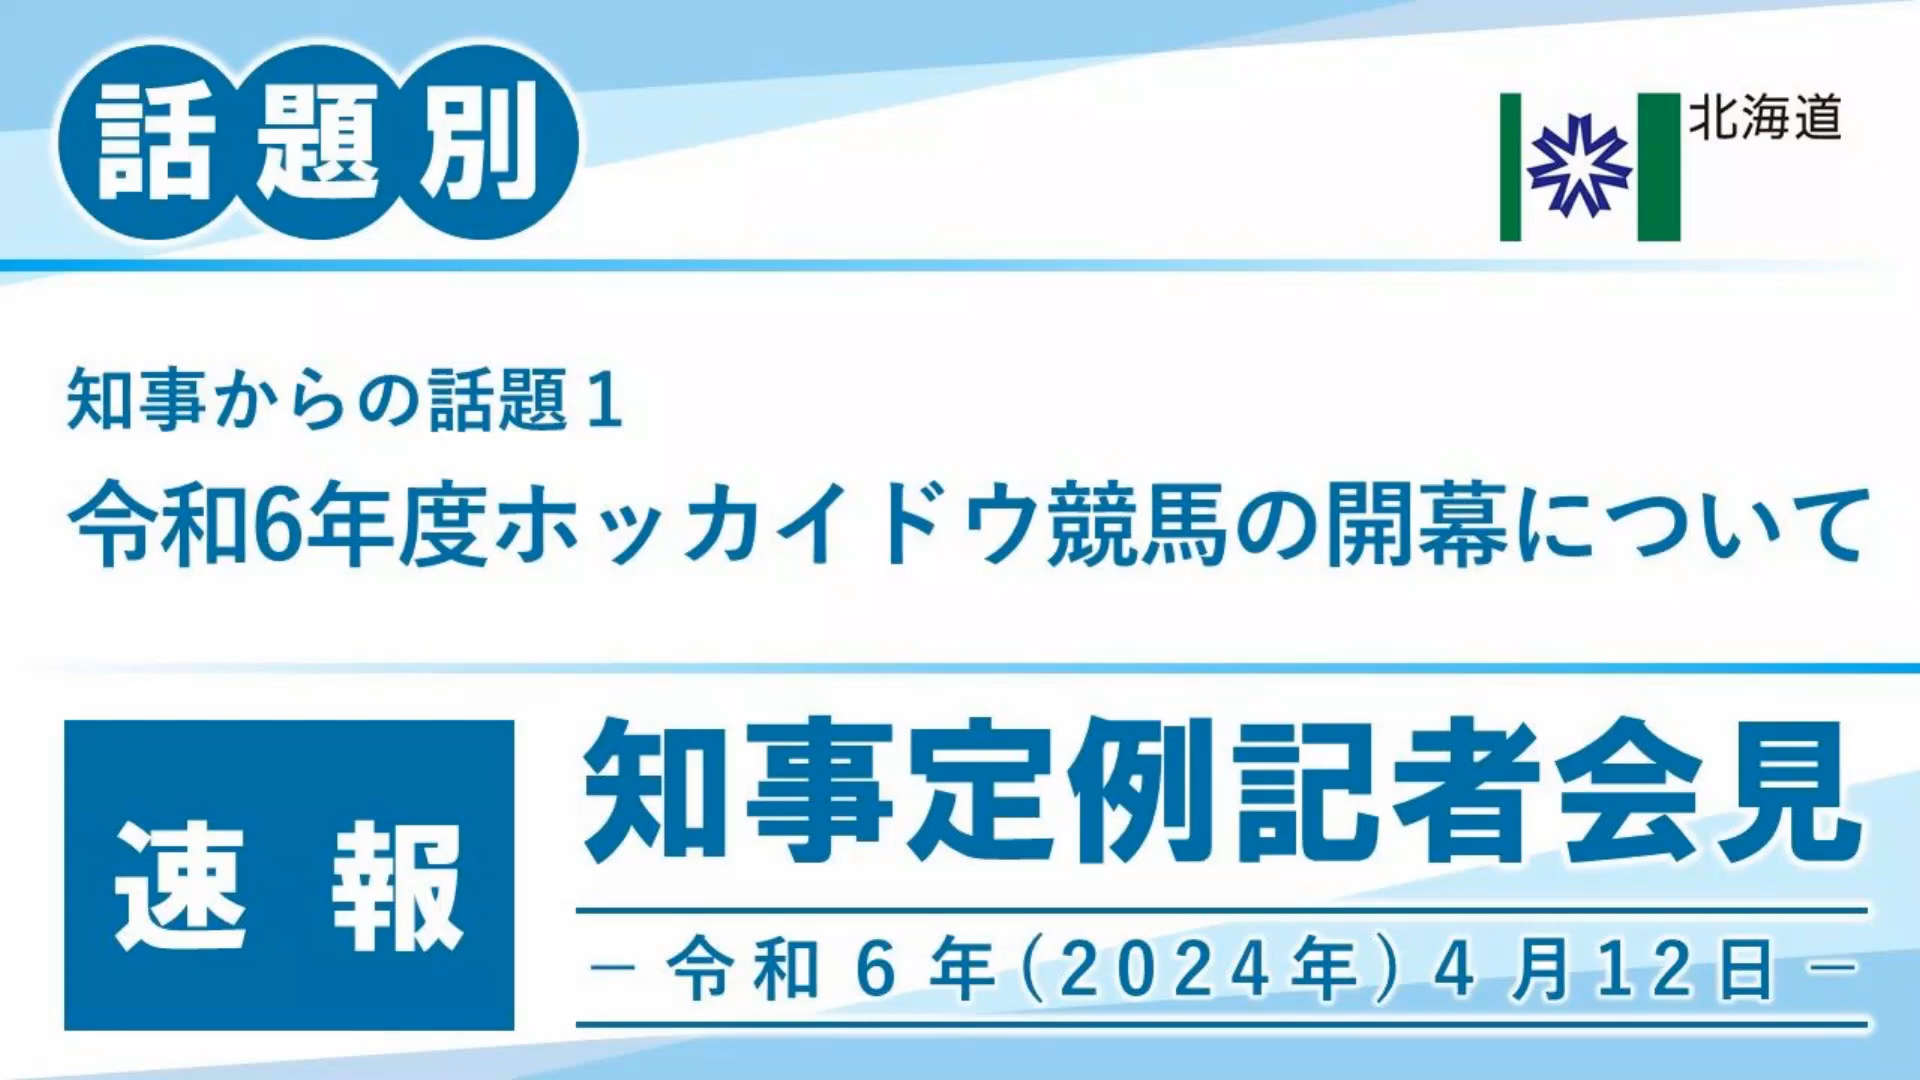 話題別
北海道
知事からの話題１
令和6年度ホッカイドウ競馬の開幕について
速報
知事定例記者会見
－令和６年(2024年)４月12日－